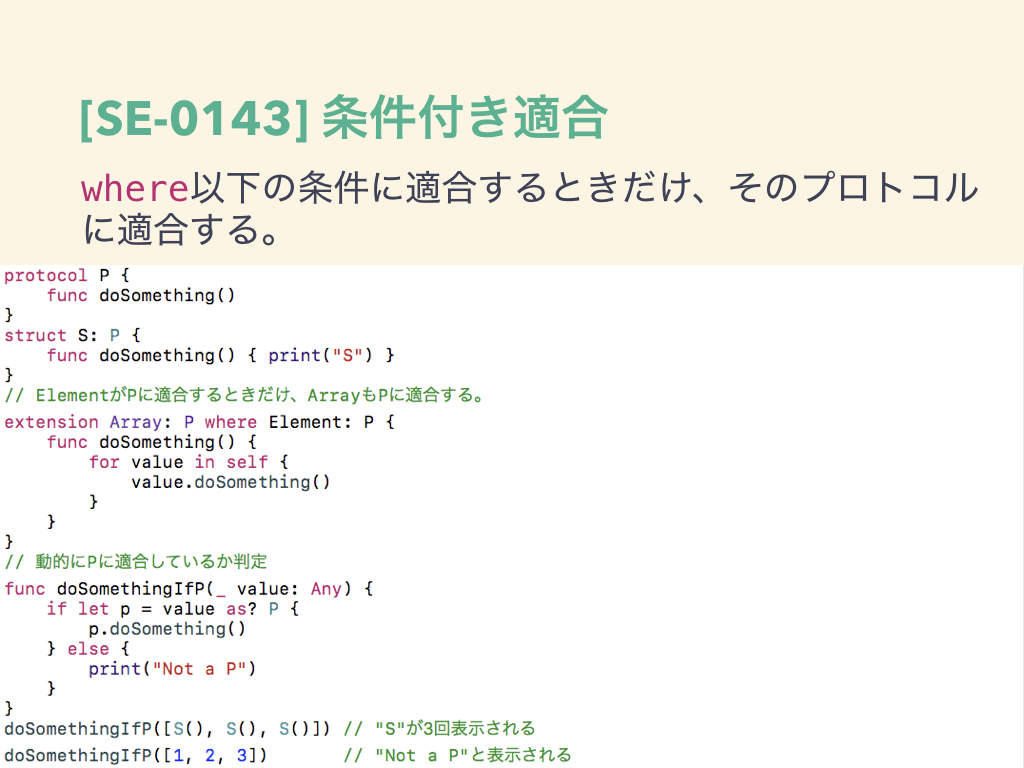 [SE-0143] 条件付き適合
where以下の条件に適合するときだけ、そのプロトコル
に適合する。
protocol P {
    func doSomething()
}
struct S: P {
    func doSomething() { print("S") }
}
// ElementがPに適合するときだけ、ArrayもPに適合する。
extension Array: P where Element: P {
    func doSomething() {
        for value in self {
            value.doSomething()
        }
    }
}
// 動的にPに適合しているか判定
func doSomethingIfP(_ value: Any) {
    if let p = value as? P {
        p.doSomething()
    } else {
        print("Not a P")
    }
}
doSomethingIfP([S(), S(), S()]) // "S"が3回表示される
doSomethingIfP([1, 2, 3])       // "Not a P"と表示される